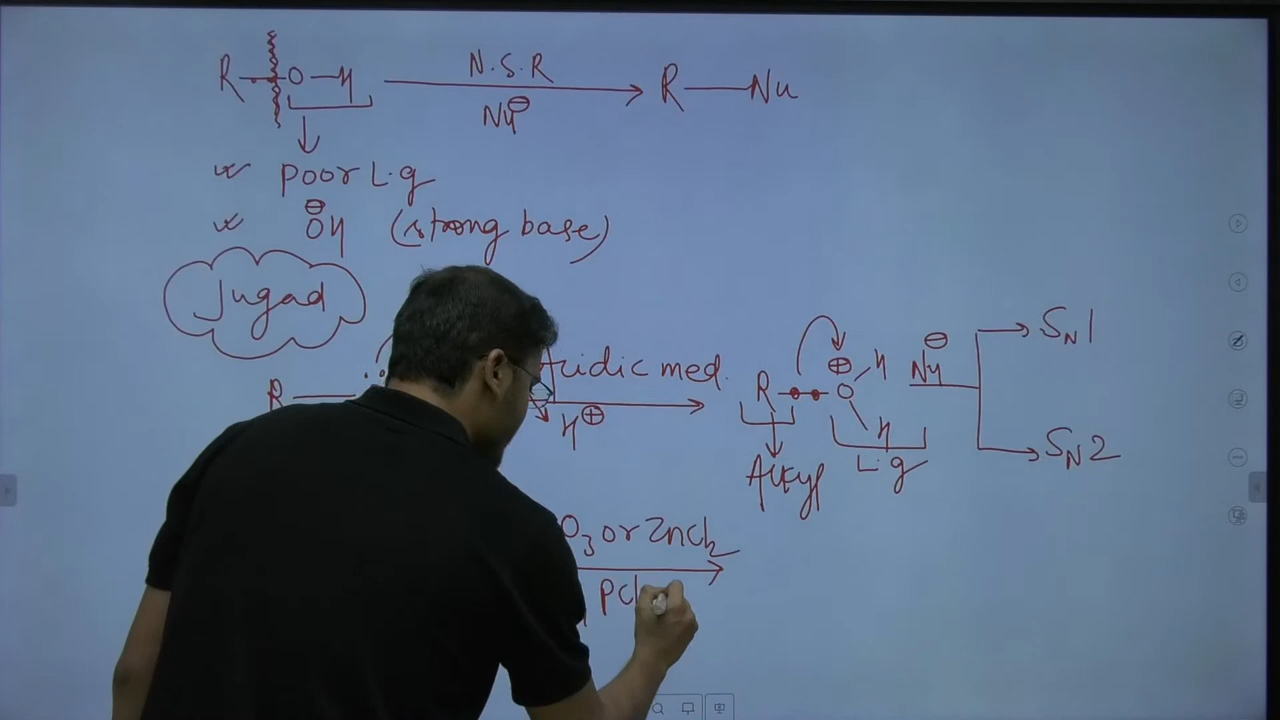 R—O—H N.S.R R—Nu
Nu⊖
poor L.g
⊖
OH (strong base)
Jugad
R— Acidic med. R—O⊕ H Nu⊖ SN1
H⊕ H
L.g SN2
Alkyl
O3 or ZnCl2
PCl